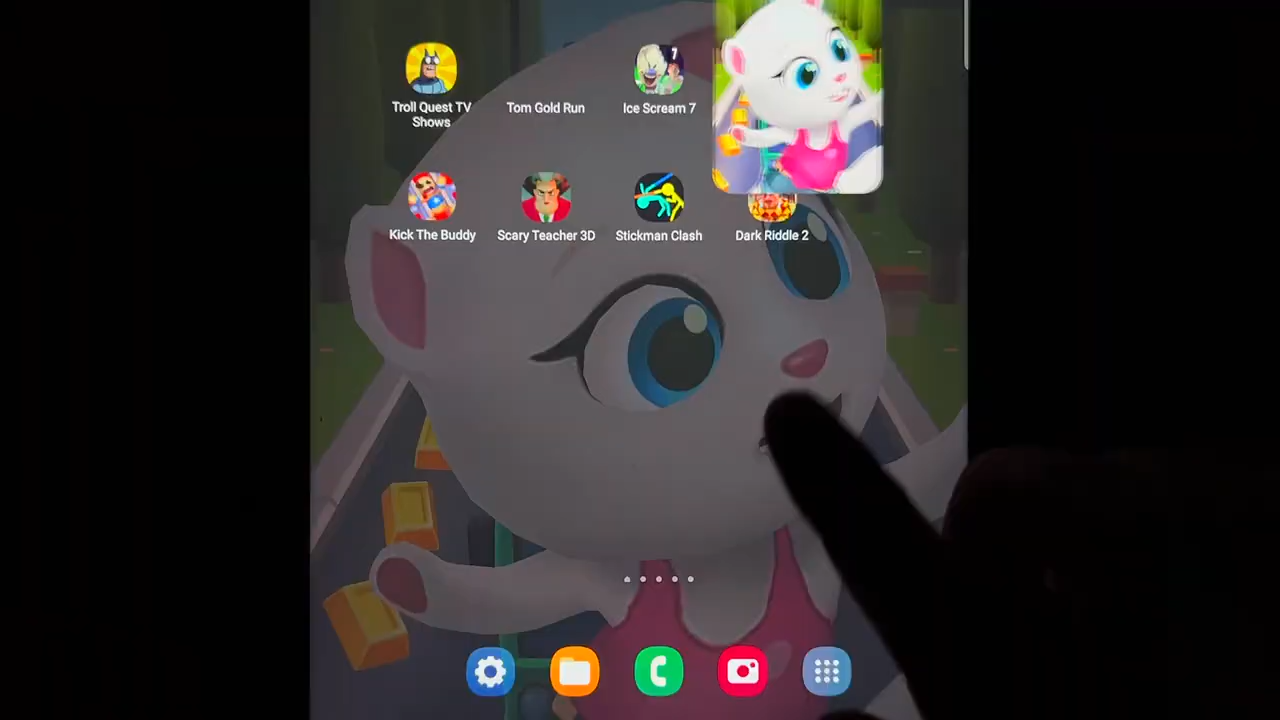 Troll Quest TV
Shows
Tom Gold Run
Ice Scream 7
7
Kick The Buddy
Scary Teacher 3D
Stickman Clash
Dark Riddle 2